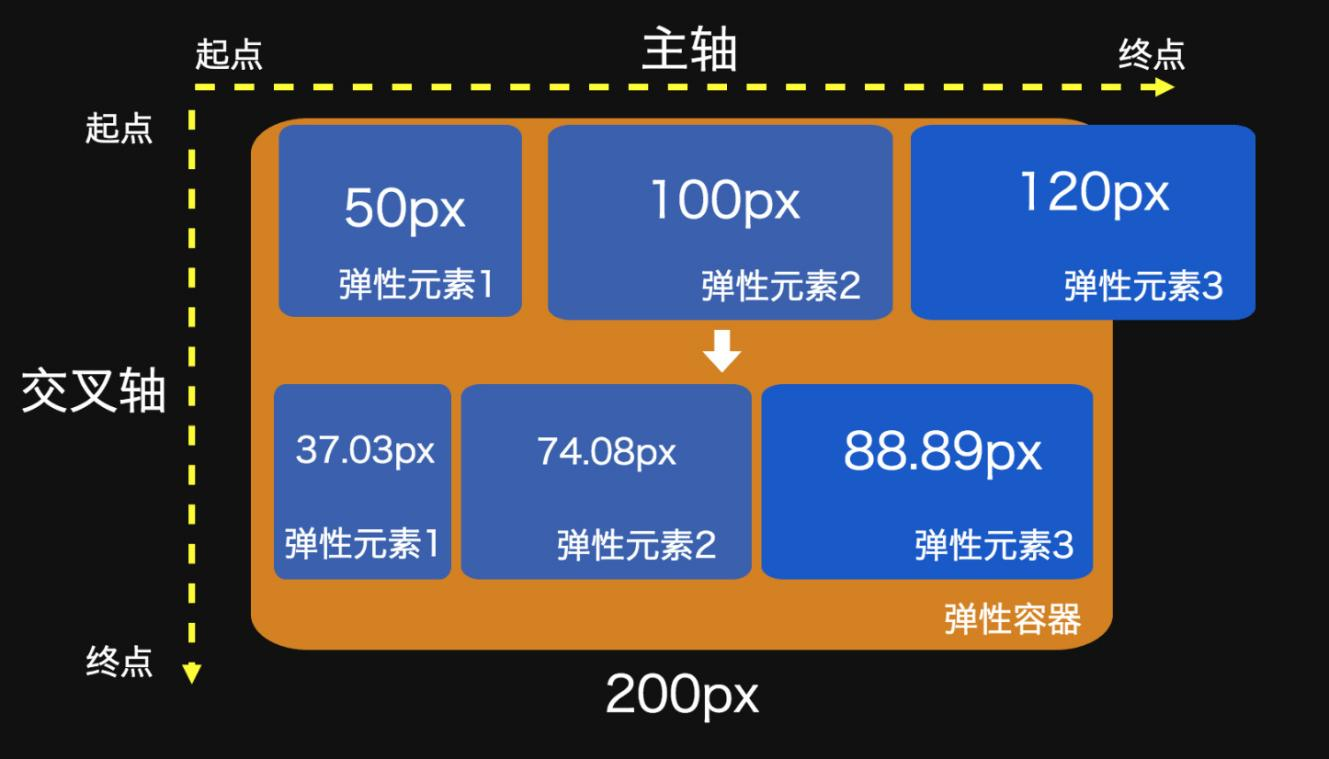 主轴
起点
终点
起点
50px
弹性元素1
100px
弹性元素2
120px
弹性元素3
交叉轴
37.03px
弹性元素1
74.08px
弹性元素2
88.89px
弹性元素3
弹性容器
终点
200px